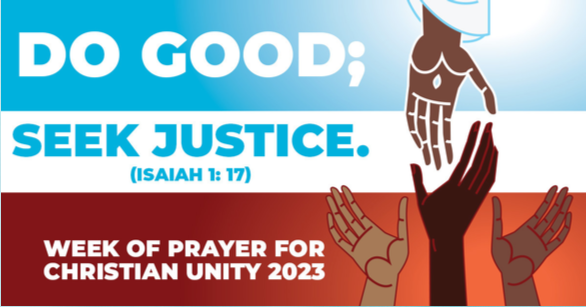 DO GOOD;
SEEK JUSTICE.
(ISAIAH 1: 17)
WEEK OF PRAYER FOR
CHRISTIAN UNITY 2023